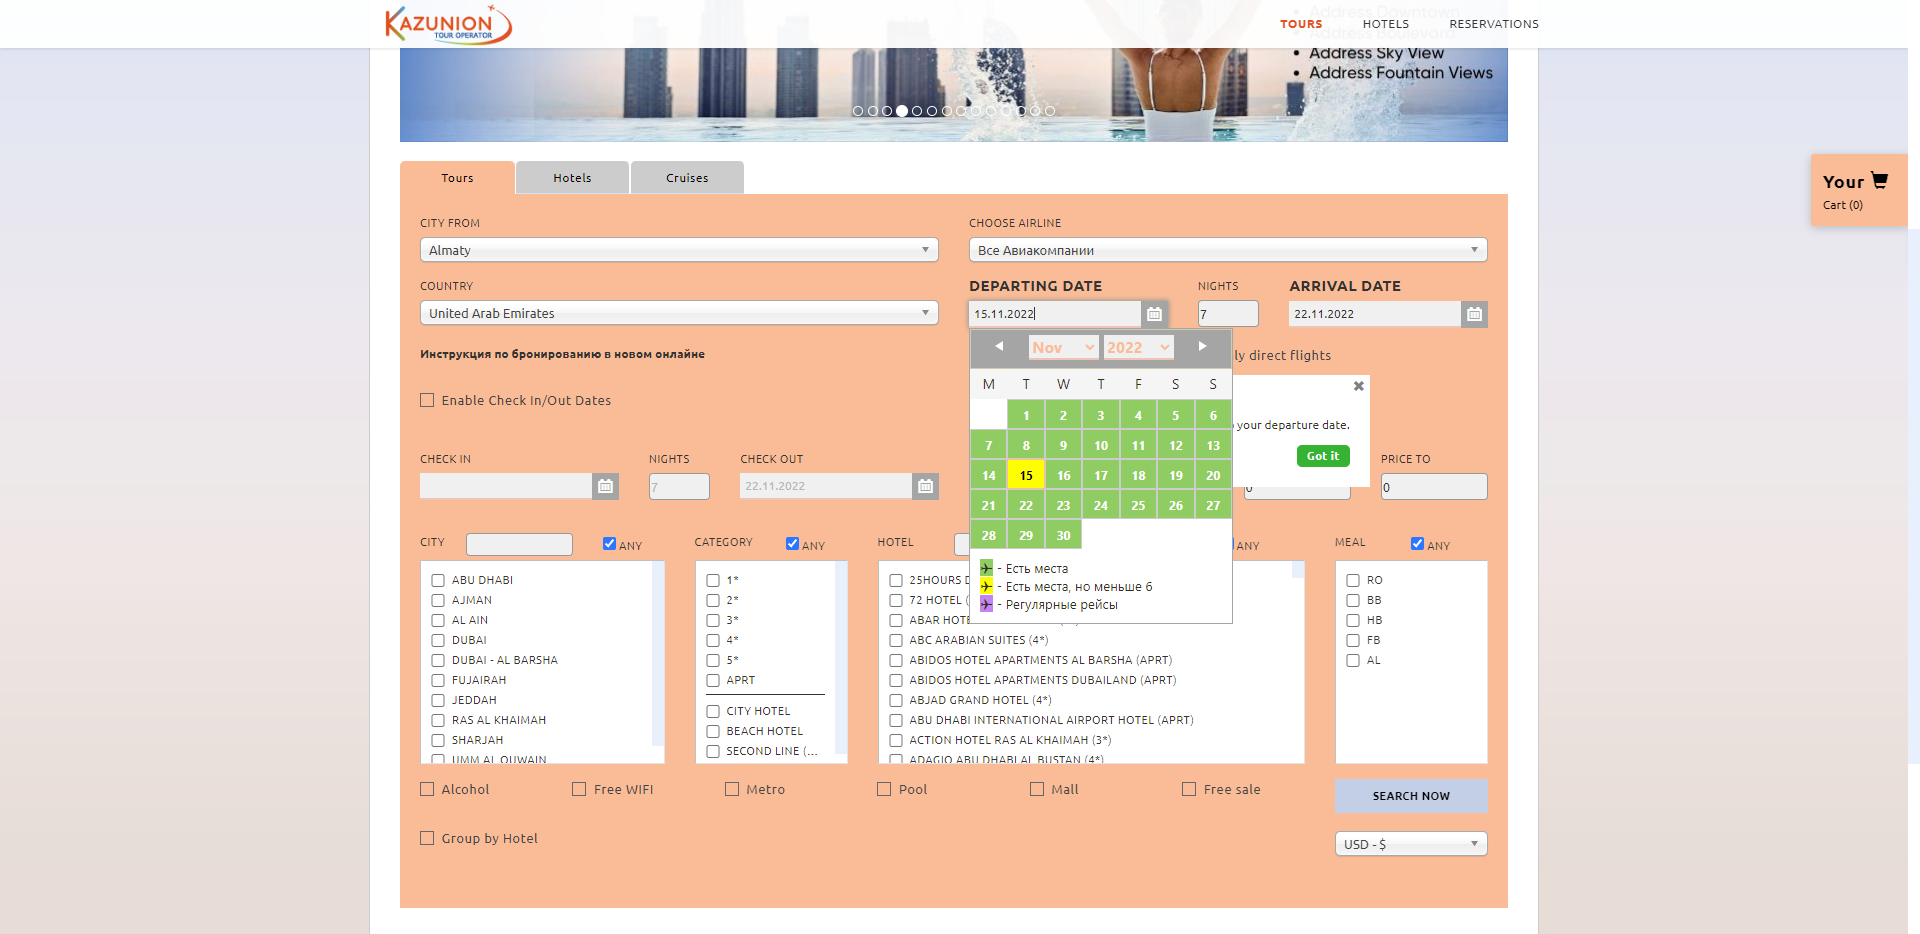 KAZUNION
TOUR OPERATOR
TOURS
HOTELS
RESERVATIONS
Address Downtown
Address Boulevard
• Address Sky View
• Address Fountain Views
Tours
Hotels
Cruises
Your
Cart (0)
CITY FROM
CHOOSE AIRLINE
Almaty
Все Авиакомпании
COUNTRY
DEPARTING DATE
NIGHTS
ARRIVAL DATE
United Arab Emirates
15.11.2022
7
22.11.2022
Инструкция по бронированию в новом онлайне
Nov
2022
ly direct flights
M T W T F S S
Enable Check In/Out Dates
1 2 3 4 5 6
your departure date.
7 8 9 10 11 12 13
Got it
CHECK IN
NIGHTS
CHECK OUT
PRICE TO
14 15 16 17 18 19 20
7
22.11.2022
0
0
21 22 23 24 25 26 27
28 29 30
CITY
ANY
CATEGORY
ANY
HOTEL
ANY
MEAL
ANY
- Есть места
- Есть места, но меньше 6
- Регулярные рейсы
ABU DHABI
AJMAN
AL AIN
DUBAI
DUBAI - AL BARSHA
FUJAIRAH
JEDDAH
RAS AL KHAIMAH
SHARJAH
UMM AL QUWAIN
1*
2*
3*
4*
5*
APRT
CITY HOTEL
BEACH HOTEL
SECOND LINE (...
25HOURS
72 HOTEL (
ABAR HOTE
ABC ARABIAN SUITES (4*)
ABIDOS HOTEL APARTMENTS AL BARSHA (APRT)
ABIDOS HOTEL APARTMENTS DUBAILAND (APRT)
ABJAD GRAND HOTEL (4*)
ABU DHABI INTERNATIONAL AIRPORT HOTEL (APRT)
ACTION HOTEL RAS AL KHAIMAH (3*)
ADAGIO ABU DHABI AL BUSTAN (4*)
RO
BB
HB
FB
AL
Alcohol
Free WIFI
Metro
Pool
Mall
Free sale
SEARCH NOW
Group by Hotel
USD - $